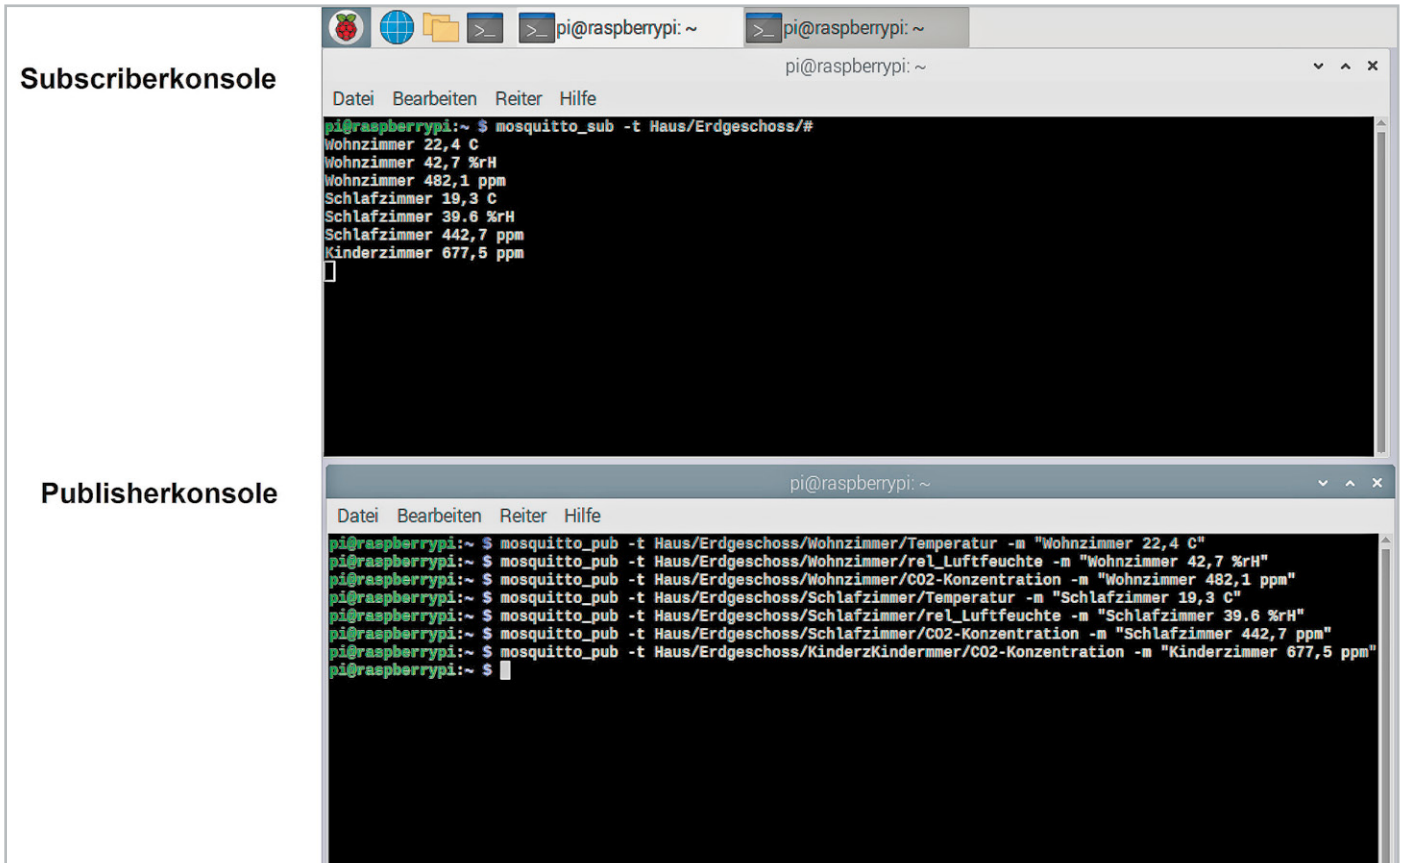 pi@raspberrypi: ~
pi@raspberrypi: ~
Subscriberkonsole
pi@raspberrypi: ~
Datei Bearbeiten Reiter Hilfe
pi@raspberrypi:~ $ mosquitto_sub -t Haus/Erdgeschoss/#
Wohnzimmer 22,4 C
Wohnzimmer 42,7 %rH
Wohnzimmer 482,1 ppm
Schlafzimmer 19,3 C
Schlafzimmer 39.6 %rH
Schlafzimmer 442,7 ppm
Kinderzimmer 677,5 ppm
Publisherkonsole
pi@raspberrypi: ~
Datei Bearbeiten Reiter Hilfe
pi@raspberrypi:~ $ mosquitto_pub -t Haus/Erdgeschoss/Wohnzimmer/Temperatur -m "Wohnzimmer 22,4 C"
pi@raspberrypi:~ $ mosquitto_pub -t Haus/Erdgeschoss/Wohnzimmer/rel_Luftfeuchte -m "Wohnzimmer 42,7 %rH"
pi@raspberrypi:~ $ mosquitto_pub -t Haus/Erdgeschoss/Wohnzimmer/CO2-Konzentration -m "Wohnzimmer 482,1 ppm"
pi@raspberrypi:~ $ mosquitto_pub -t Haus/Erdgeschoss/Schlafzimmer/Temperatur -m "Schlafzimmer 19,3 C"
pi@raspberrypi:~ $ mosquitto_pub -t Haus/Erdgeschoss/Schlafzimmer/rel_Luftfeuchte -m "Schlafzimmer 39.6 %rH"
pi@raspberrypi:~ $ mosquitto_pub -t Haus/Erdgeschoss/Schlafzimmer/CO2-Konzentration -m "Schlafzimmer 442,7 ppm"
pi@raspberrypi:~ $ mosquitto_pub -t Haus/Erdgeschoss/KinderzKindermmer/CO2-Konzentration -m "Kinderzimmer 677,5 ppm"
pi@raspberrypi:~ $